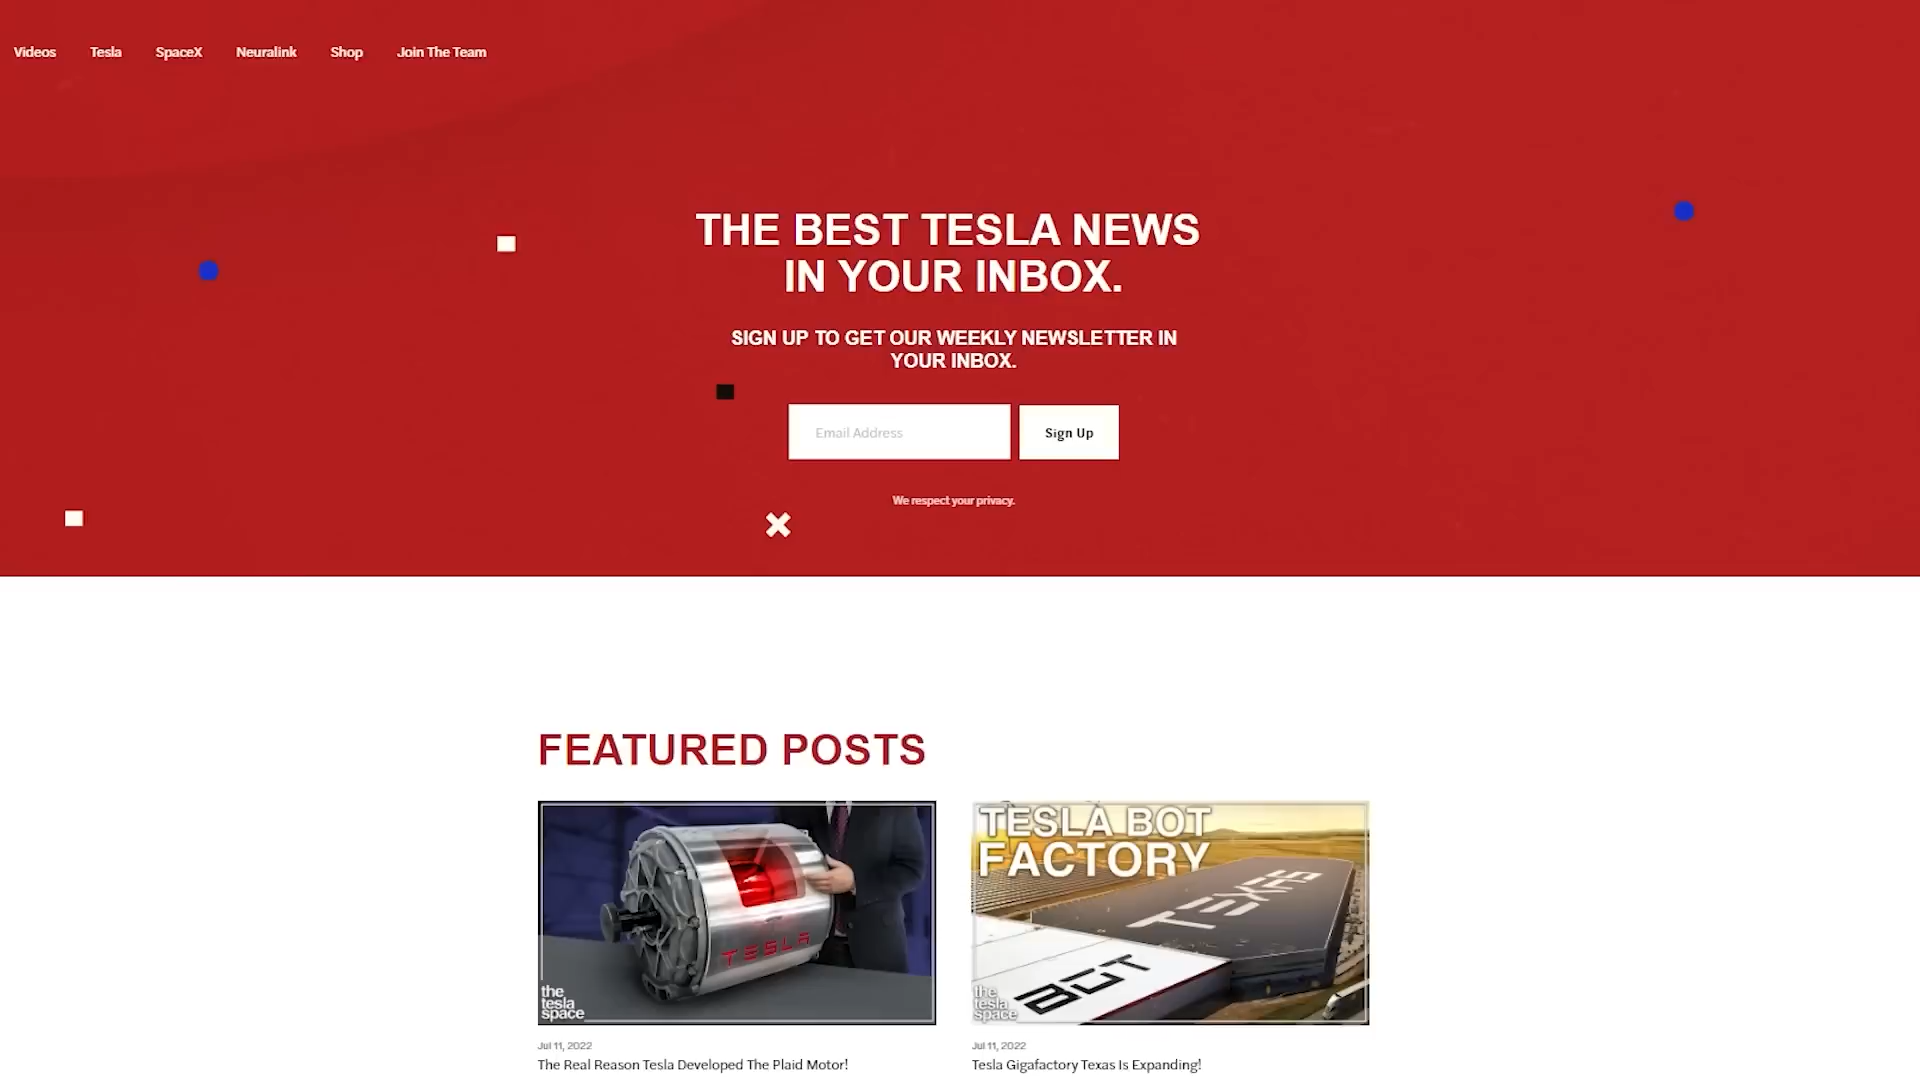 Videos Tesla SpaceX Neuralink Shop Join The Team
THE BEST TESLA NEWS
IN YOUR INBOX.
SIGN UP TO GET OUR WEEKLY NEWSLETTER IN
YOUR INBOX.
Email Address
Sign Up
We respect your privacy.
FEATURED POSTS
TESLA
the
tesla
space
Jul 11, 2022
The Real Reason Tesla Developed The Plaid Motor!
TESLA BOT
FACTORY
TEXAS
BOT
the
tesla
space
Jul 11, 2022
Tesla Gigafactory Texas Is Expanding!